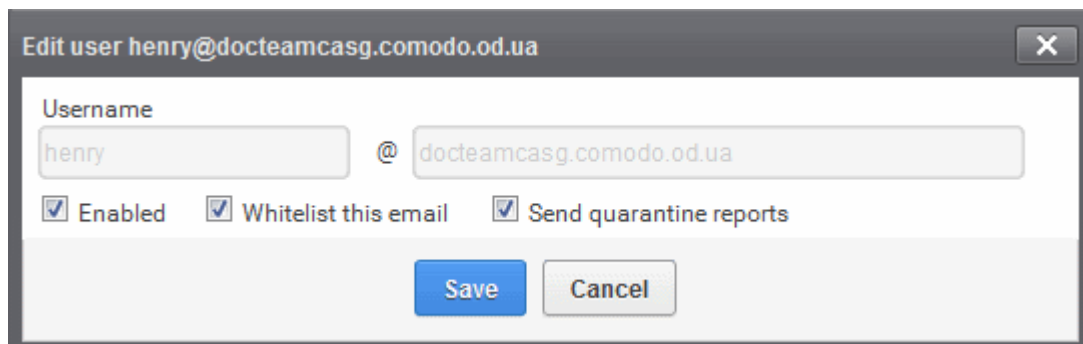 Edit user henry@docteamcasg.comodo.od.ua
Username
henry @ docteamcasg.comodo.od.ua
Enabled Whitelist this email Send quarantine reports
Save Cancel